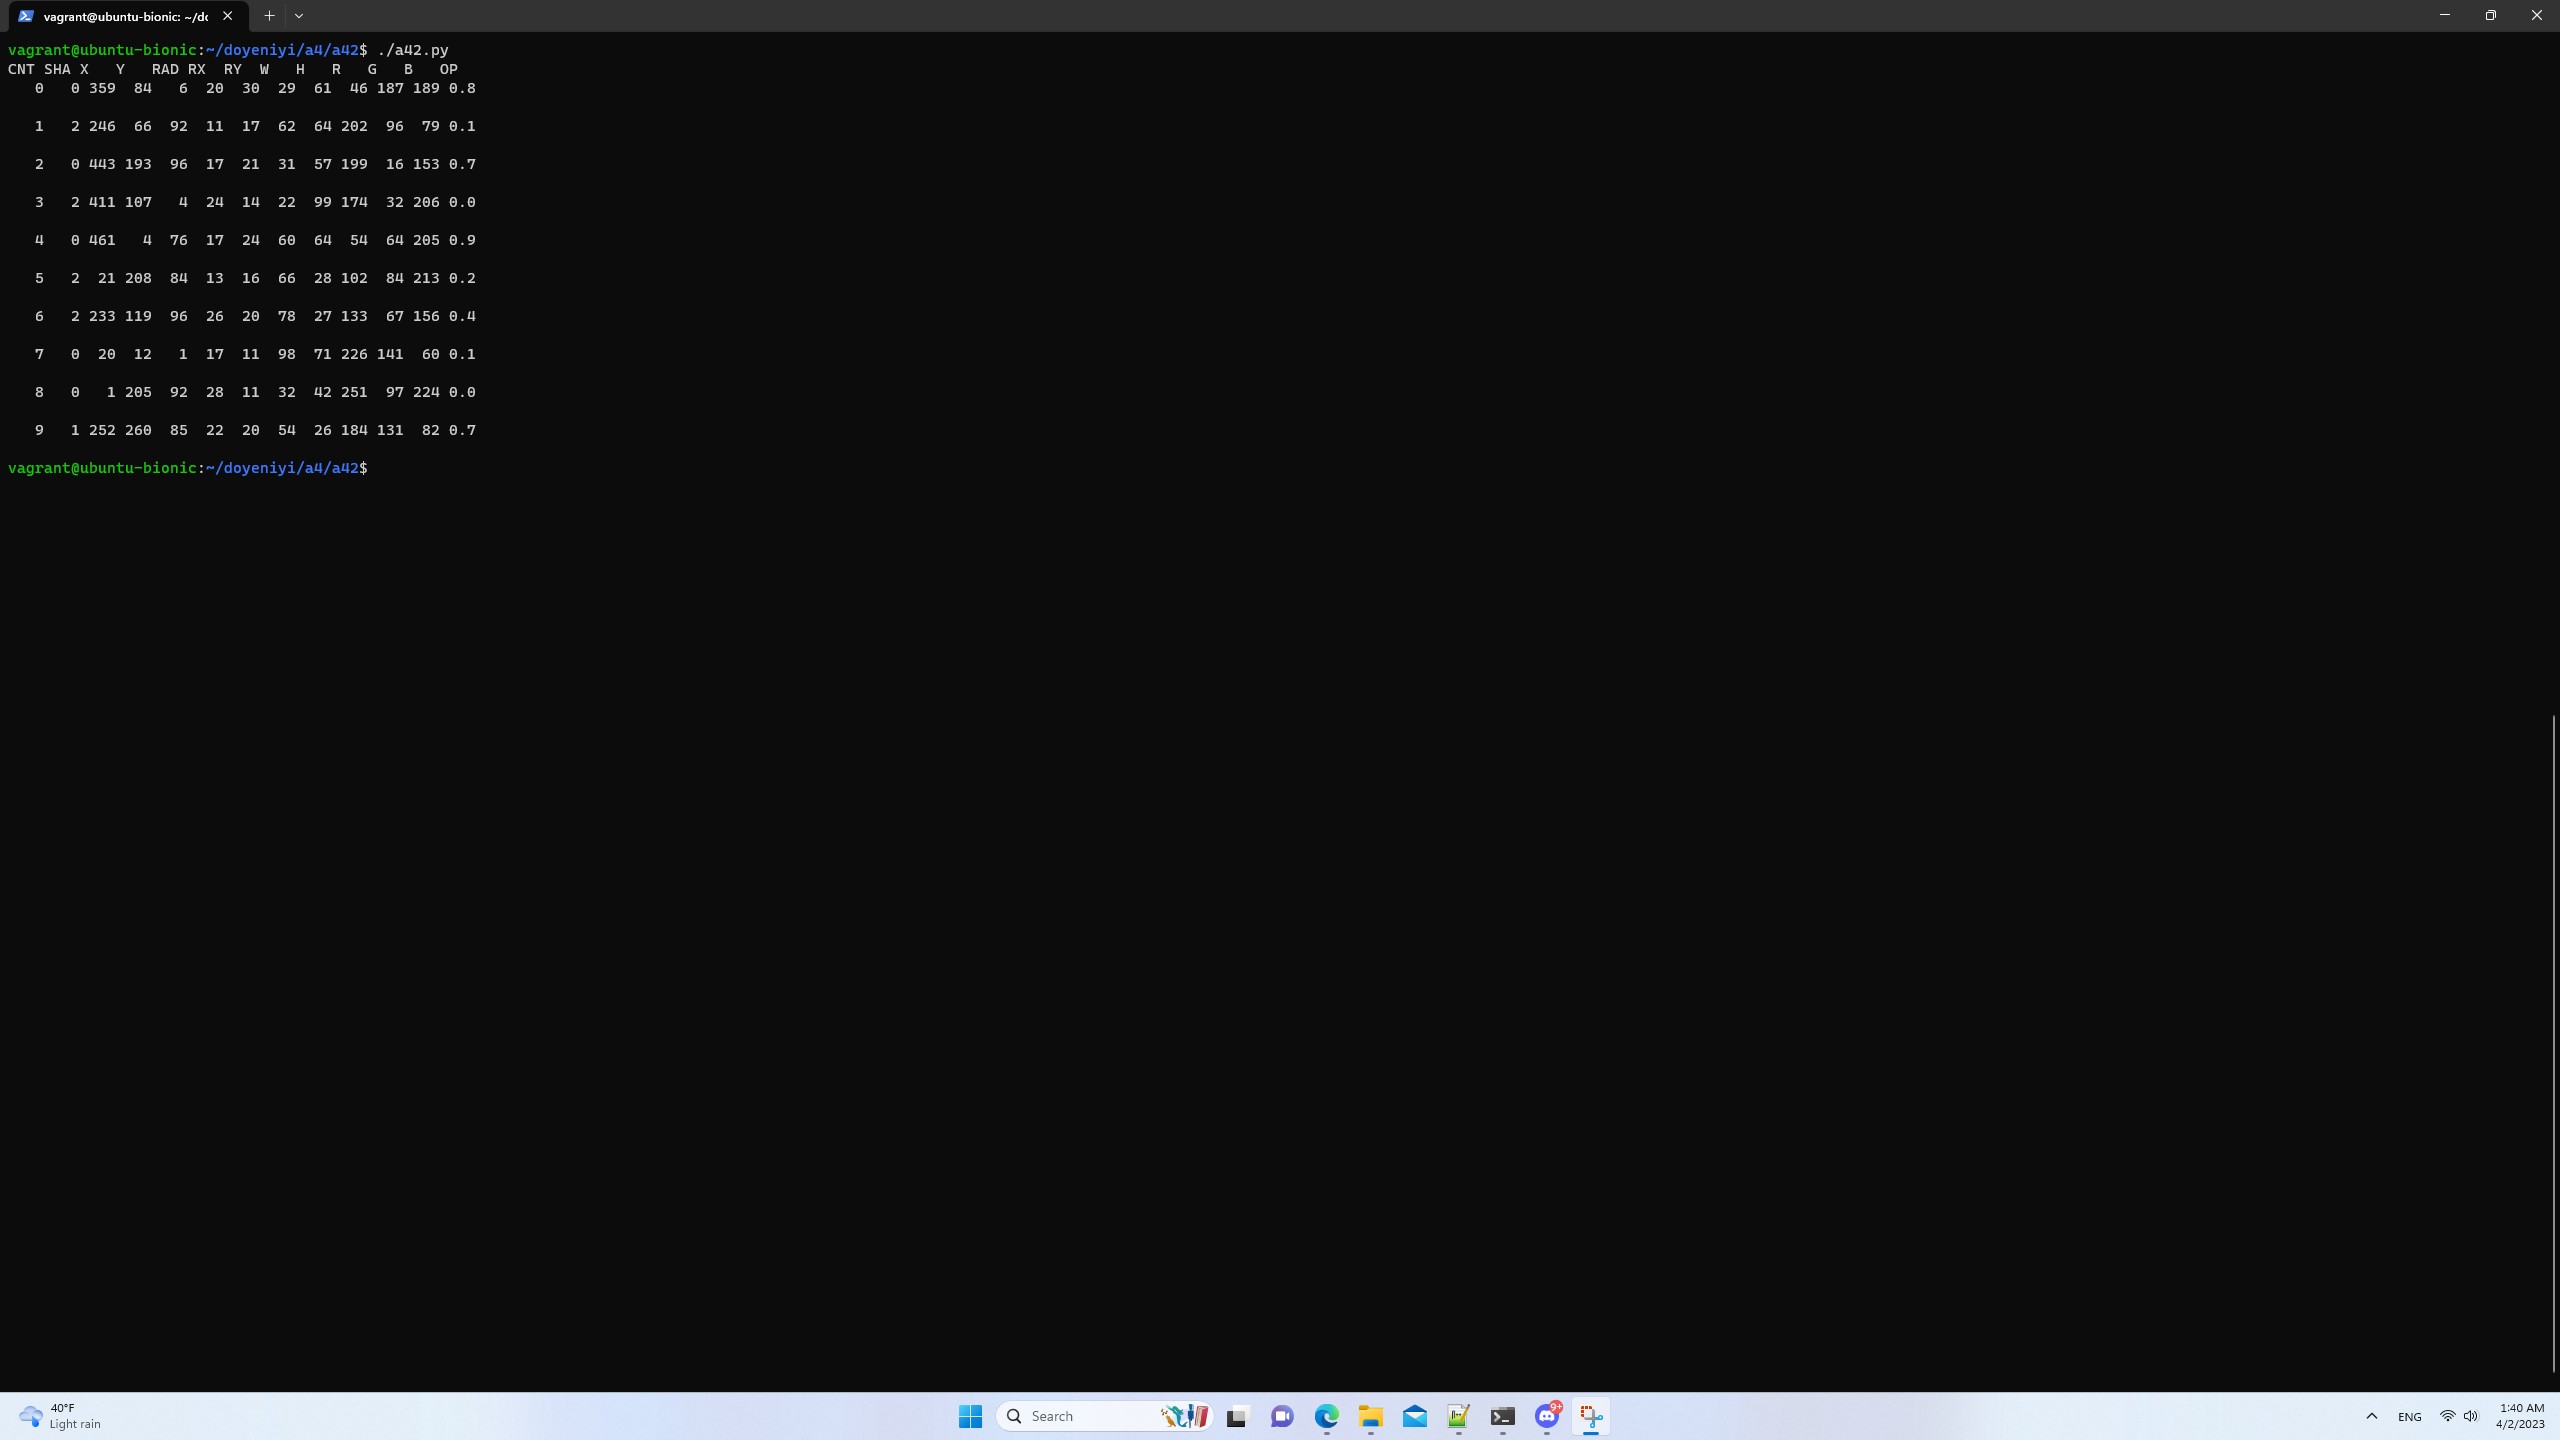 vagrant@ubuntu-bionic: ~/do
vagrant@ubuntu-bionic:~/doyeniyi/a4/a42$ ./a42.py
CNT SHA X   Y   RAD RX  RY  W   H   R   G   B   OP
   0   0 359  84   6  20  30  29  61  46 187 189 0.8
   1   2 246  66  92  11  17  62  64 202  96  79 0.1
   2   0 443 193  96  17  21  31  57 199  16 153 0.7
   3   2 411 107   4  24  14  22  99 174  32 206 0.0
   4   0 461   4  76  17  24  60  64  54  64 205 0.9
   5   2  21 208  84  13  16  66  28 102  84 213 0.2
   6   2 233 119  96  26  20  78  27 133  67 156 0.4
   7   0  20  12   1  17  11  98  71 226 141  60 0.1
   8   0   1 205  92  28  11  32  42 251  97 224 0.0
   9   1 252 260  85  22  20  54  26 184 131  82 0.7
vagrant@ubuntu-bionic:~/doyeniyi/a4/a42$
40°F
Light rain
Search
9+
ENG
1:40 AM
4/2/2023